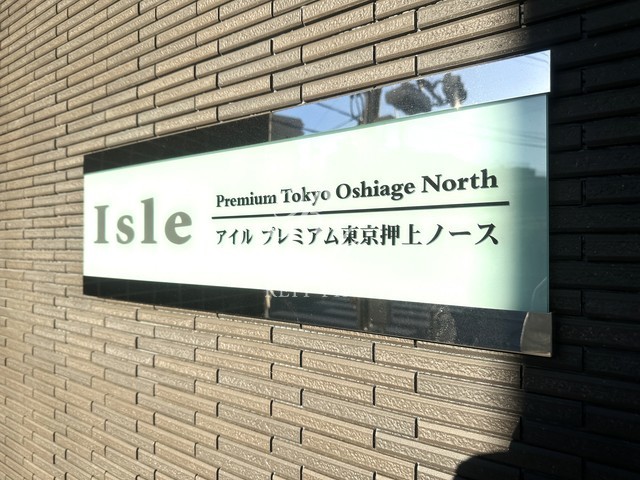 Isle
Premium Tokyo Oshiage North
アイル プレミアム東京押上ノース